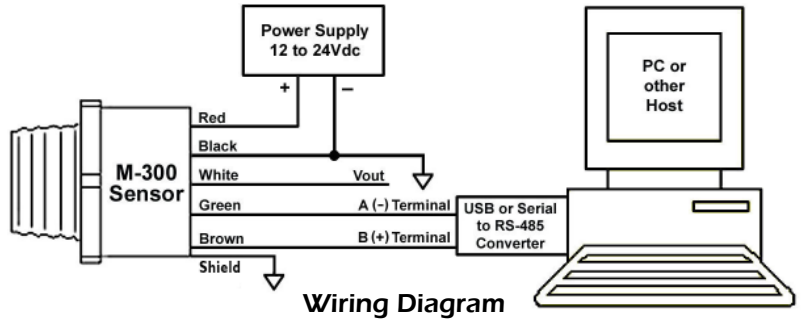 Power Supply
12 to 24Vdc
+ –
PC or
other
Host
M-300
Sensor
Red
Black
White Vout
Green A (-) Terminal
Brown B (+) Terminal
Shield
USB or Serial
to RS-485
Converter
Wiring Diagram